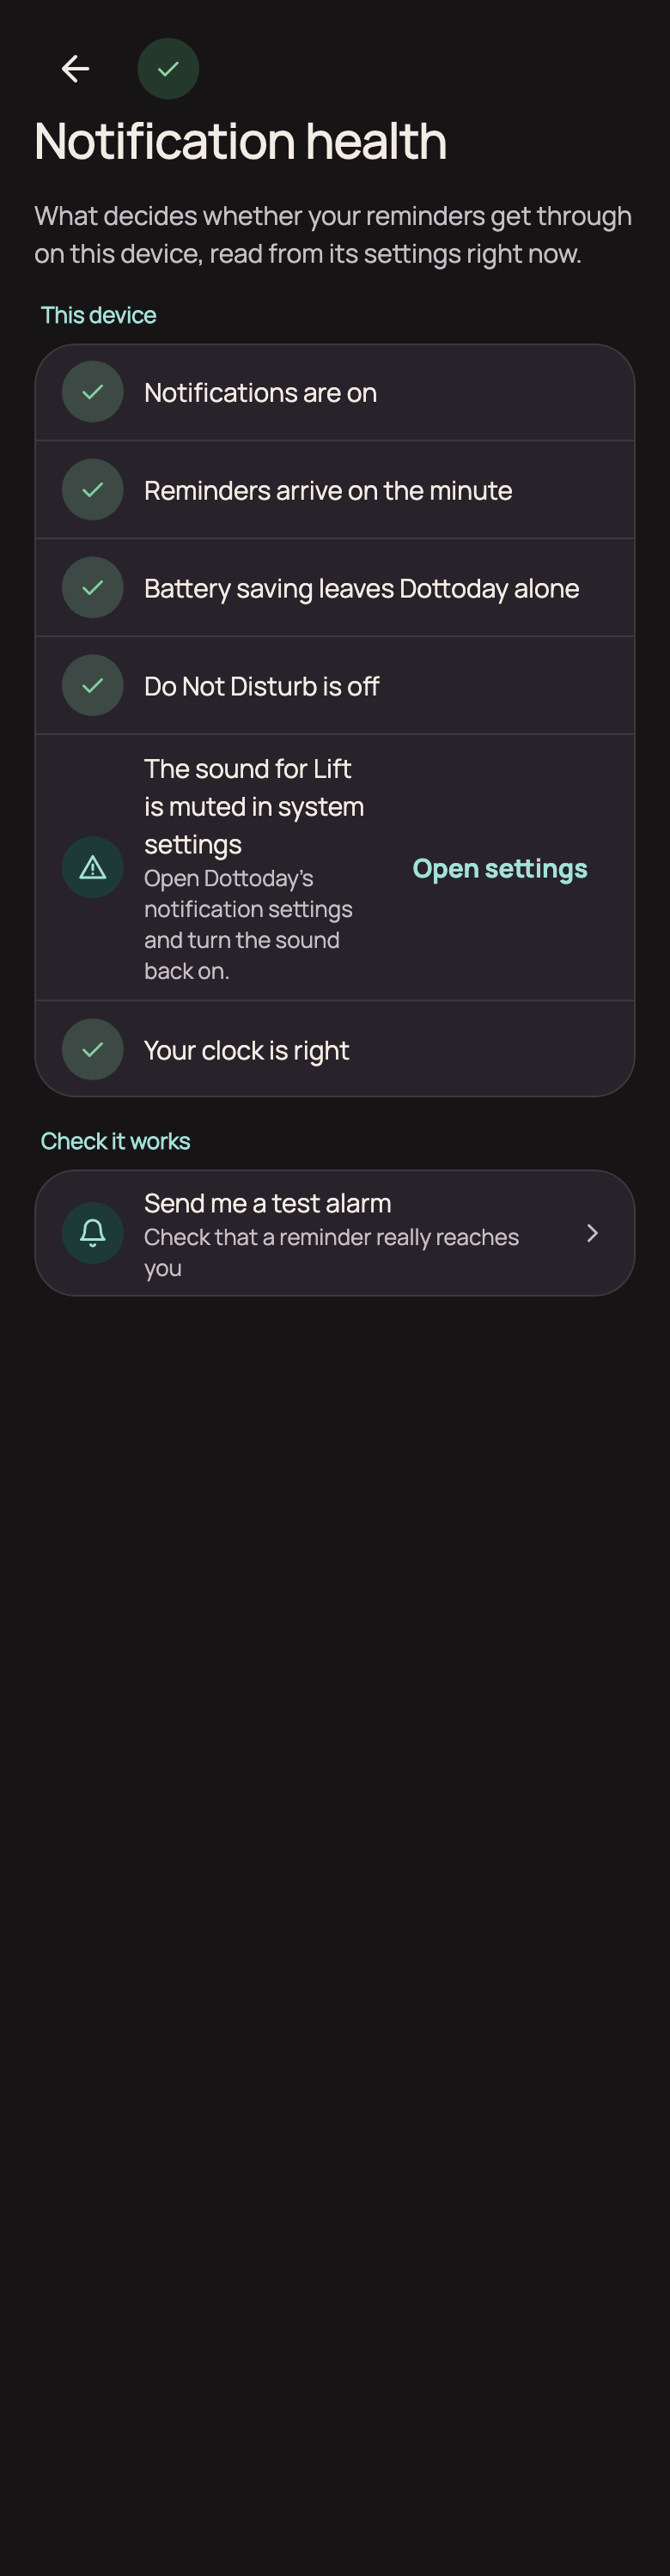 Notification health
What decides whether your reminders get through
on this device, read from its settings right now.
This device
Notifications are on
Reminders arrive on the minute
Battery saving leaves Dottoday alone
Do Not Disturb is off
The sound for Lift
is muted in system
settings
Open Dottoday's
notification settings
and turn the sound
back on.
Open settings
Your clock is right
Check it works
Send me a test alarm
Check that a reminder really reaches
you